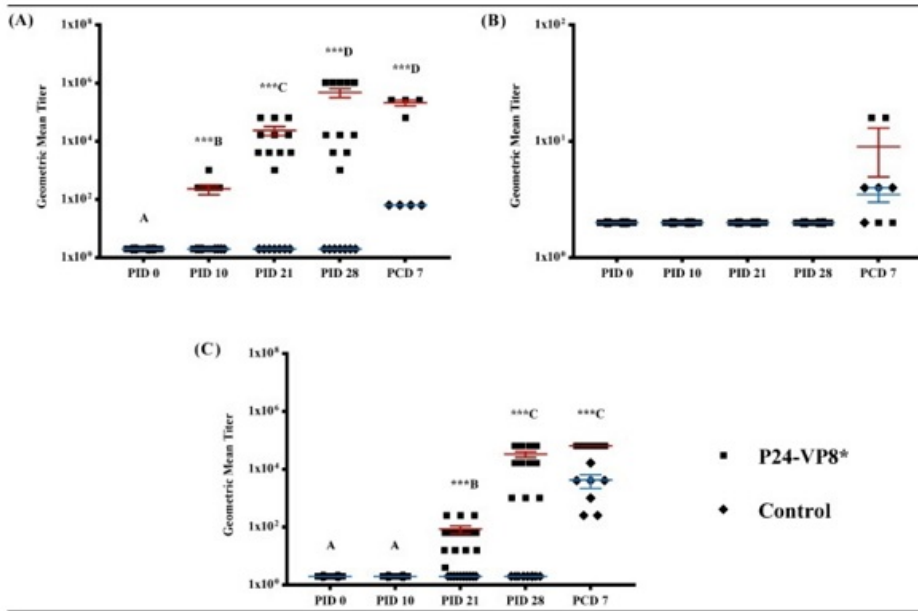 (A)
Geometric Mean Titer
1x10⁸
1x10⁶
1x10⁴
1x10²
1x10⁰
A
***B
***C
***D
***D
PID 0 PID 10 PID 21 PID 28 PCD 7
(B)
Geometric Mean Titer
1x10²
1x10¹
1x10⁰
PID 0 PID 10 PID 21 PID 28 PCD 7
(C)
Geometric Mean Titer
1x10⁸
1x10⁶
1x10⁴
1x10²
1x10⁰
A
A
***B
***C
***C
PID 0 PID 10 PID 21 PID 28 PCD 7
P24-VP8*
Control